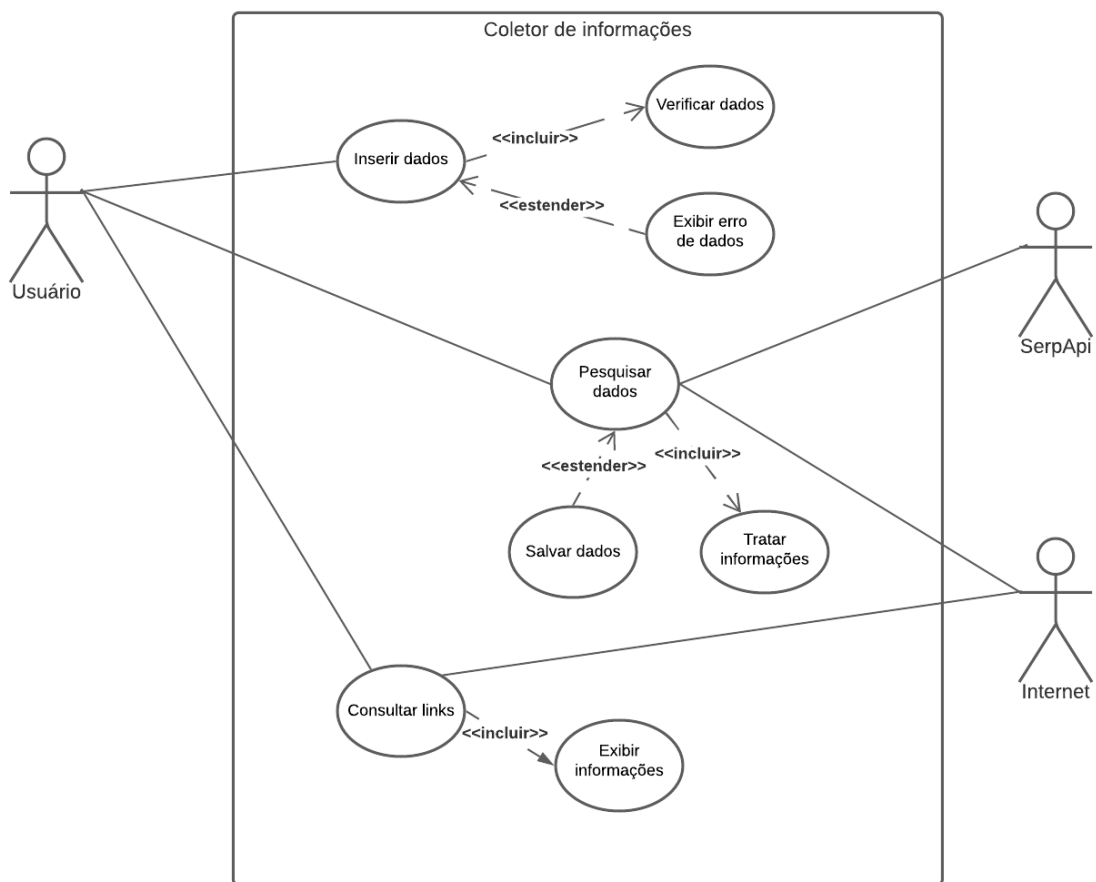 Coletor de informações
Verificar dados
<<incluir>>
Inserir dados
<<estender>>
Exibir erro
de dados
Usuário
SerpApi
Pesquisar
dados
<<estender>>
<<incluir>>
Salvar dados
Tratar
informações
Internet
Consultar links
<<incluir>>
Exibir
informações